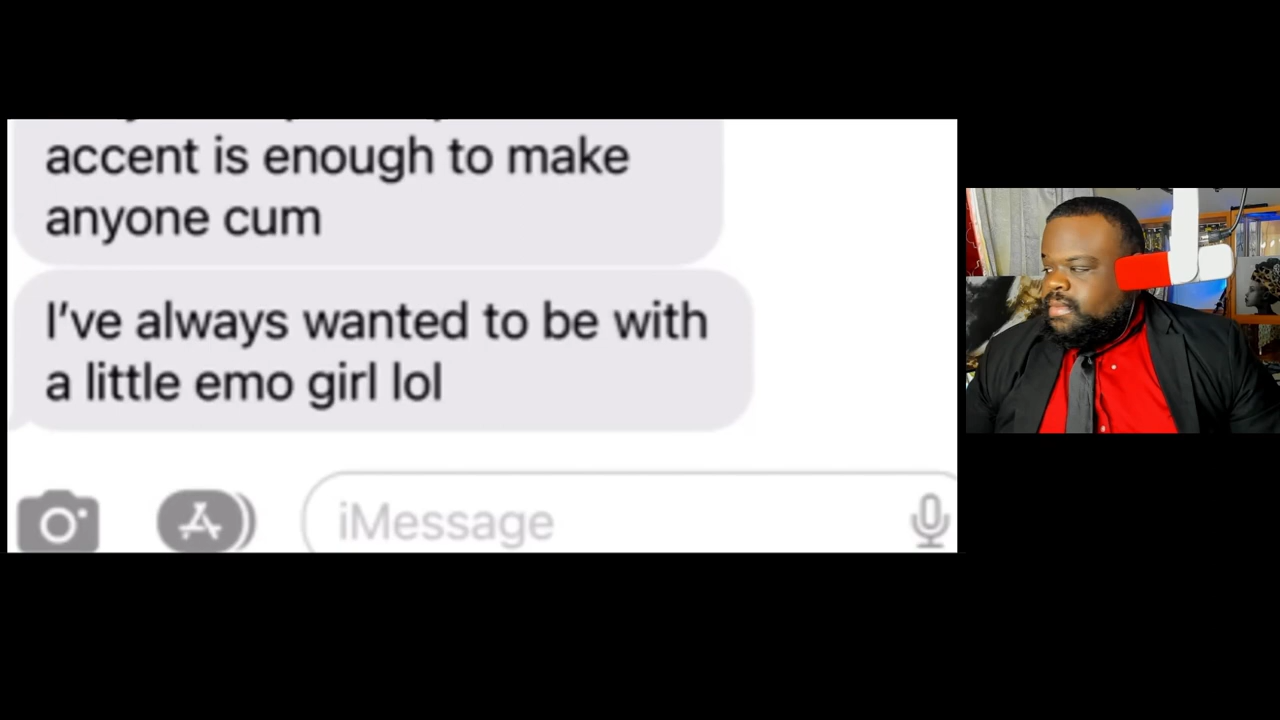 accent is enough to make
anyone cum
I've always wanted to be with
a little emo girl lol
iMessage